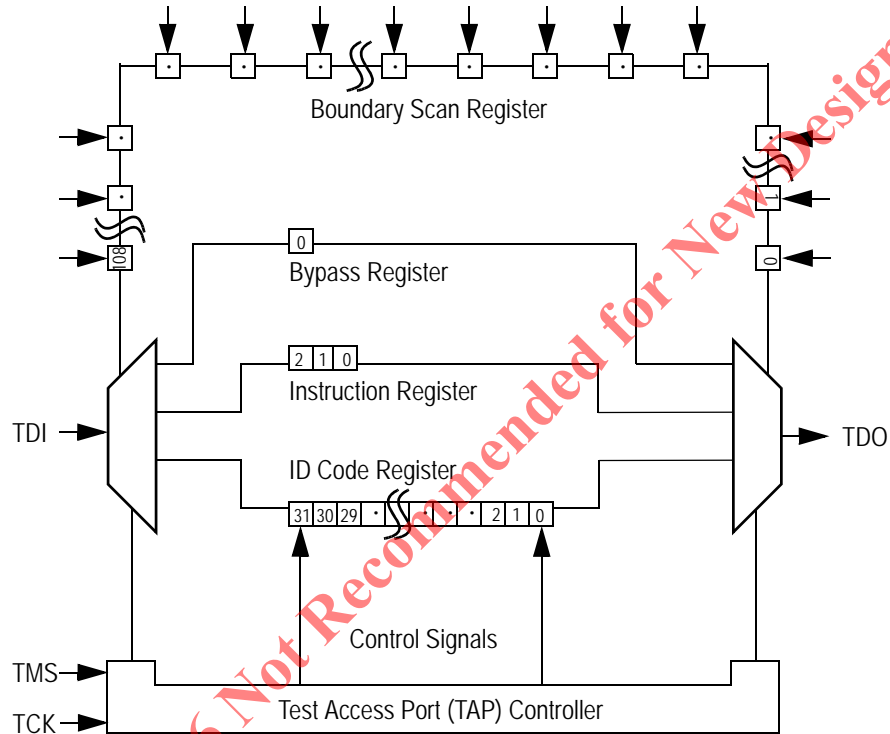 Boundary Scan Register
1
108
0
0
Bypass Register
2 1 0
Instruction Register
TDI
TDO
ID Code Register
31 30 29 · · · · · 2 1 0
Control Signals
TMS
Test Access Port (TAP) Controller
TCK
Not Recommended for New Design